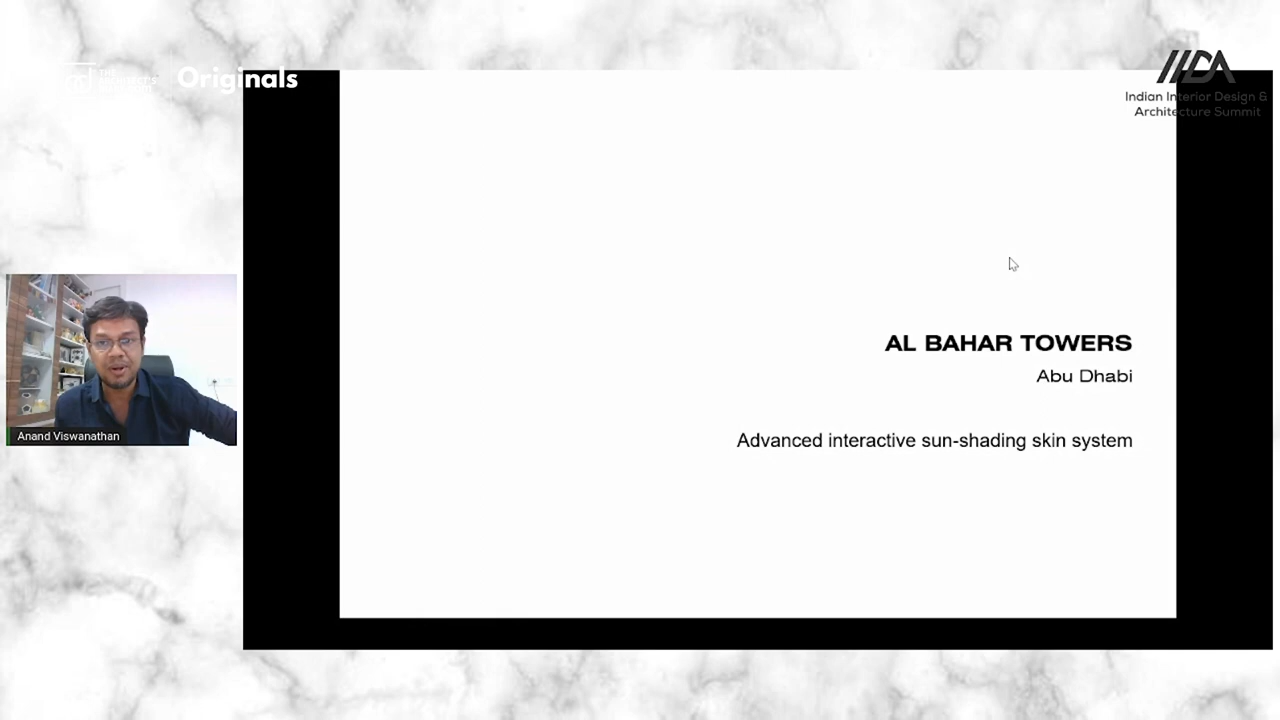 THE
Originals
IIDA
Indian Interior Design &
Architecture Summit
AL BAHAR TOWERS
Abu Dhabi
Advanced interactive sun-shading skin system
Anand Viswanathan